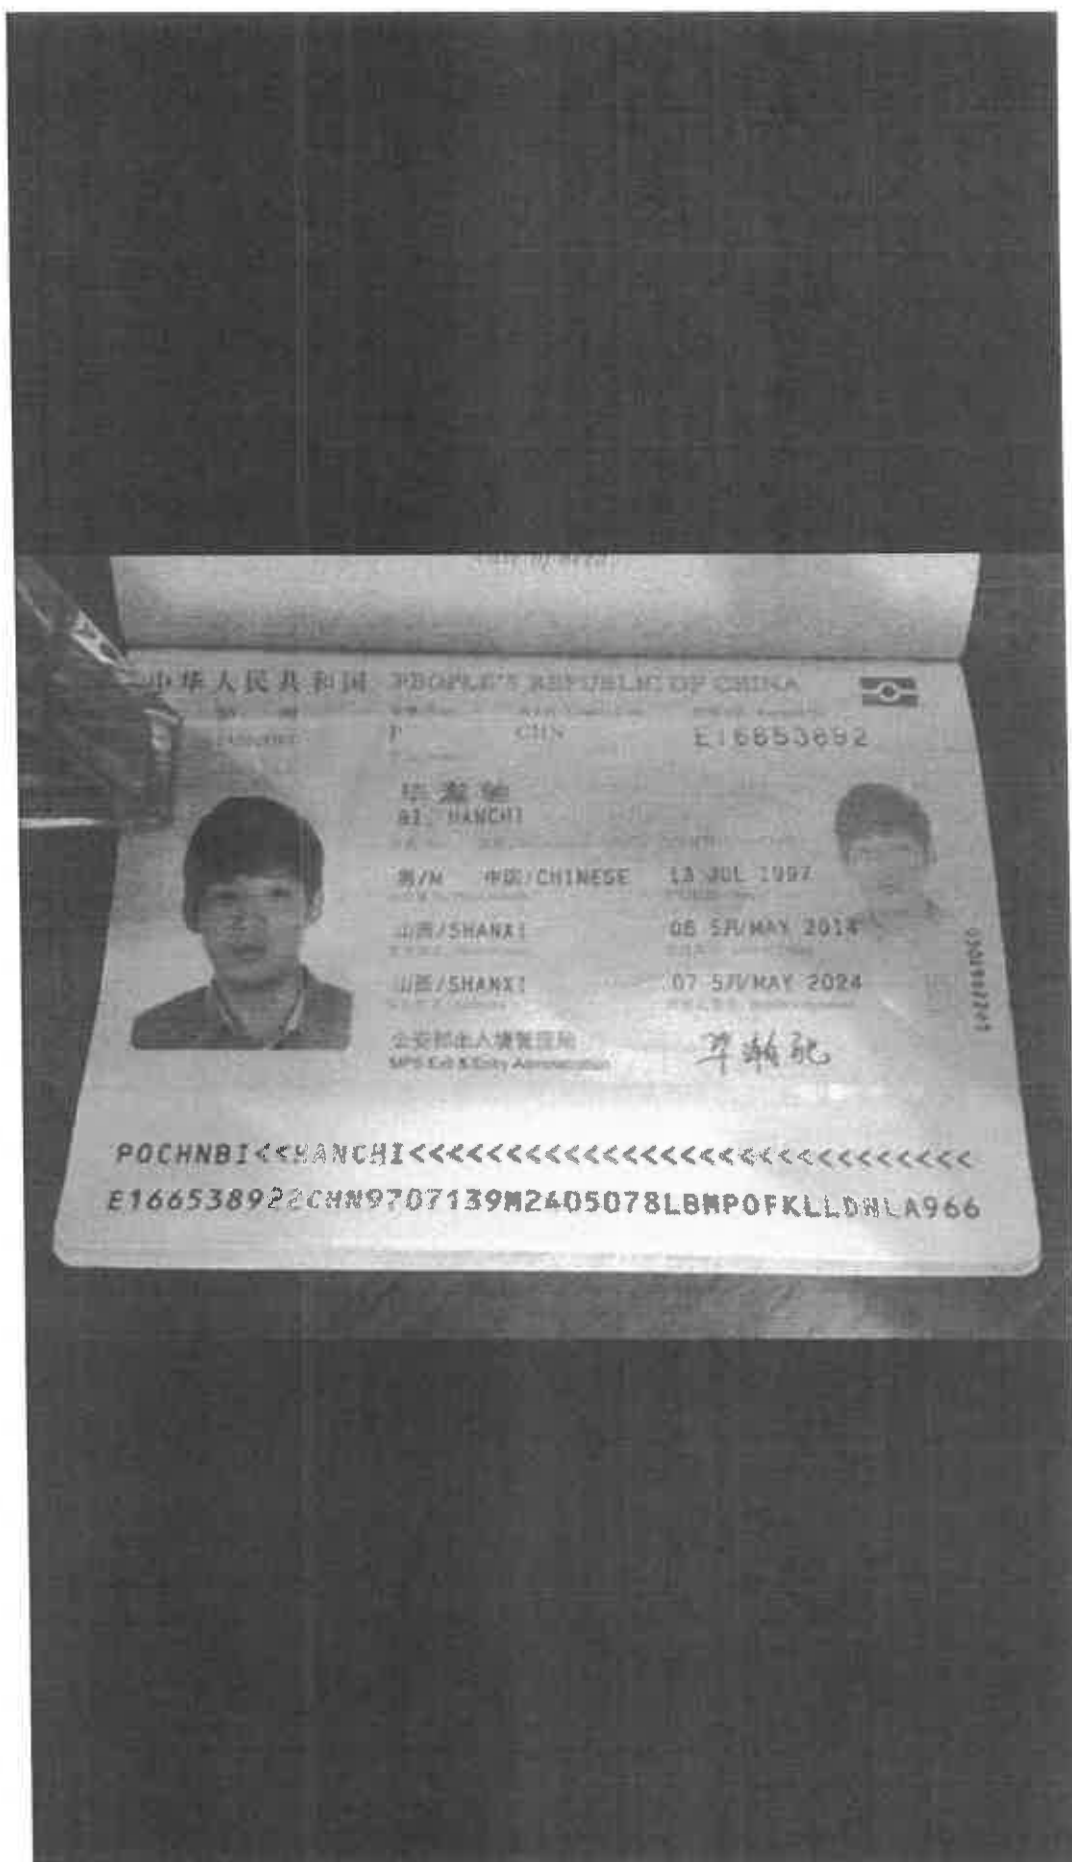 中华人民共和国 PEOPLE'S REPUBLIC OF CHINA
P CHN E16653892
毕瀚驰
BI, HANCHI
男/M 中国/CHINESE 13 JUL 1997
山西/SHANXI 08 5月/MAY 2014
山西/SHANXI 07 5月/MAY 2024
公安部出入境管理局
MPS Exit & Entry Administration
毕瀚驰
POCHNBI<<HANCHI<<<<<<<<<<<<<<<<<<<<<<<<<<<<<
E166538922CHN9707139M2405078LBMPOFKLLDNLA966